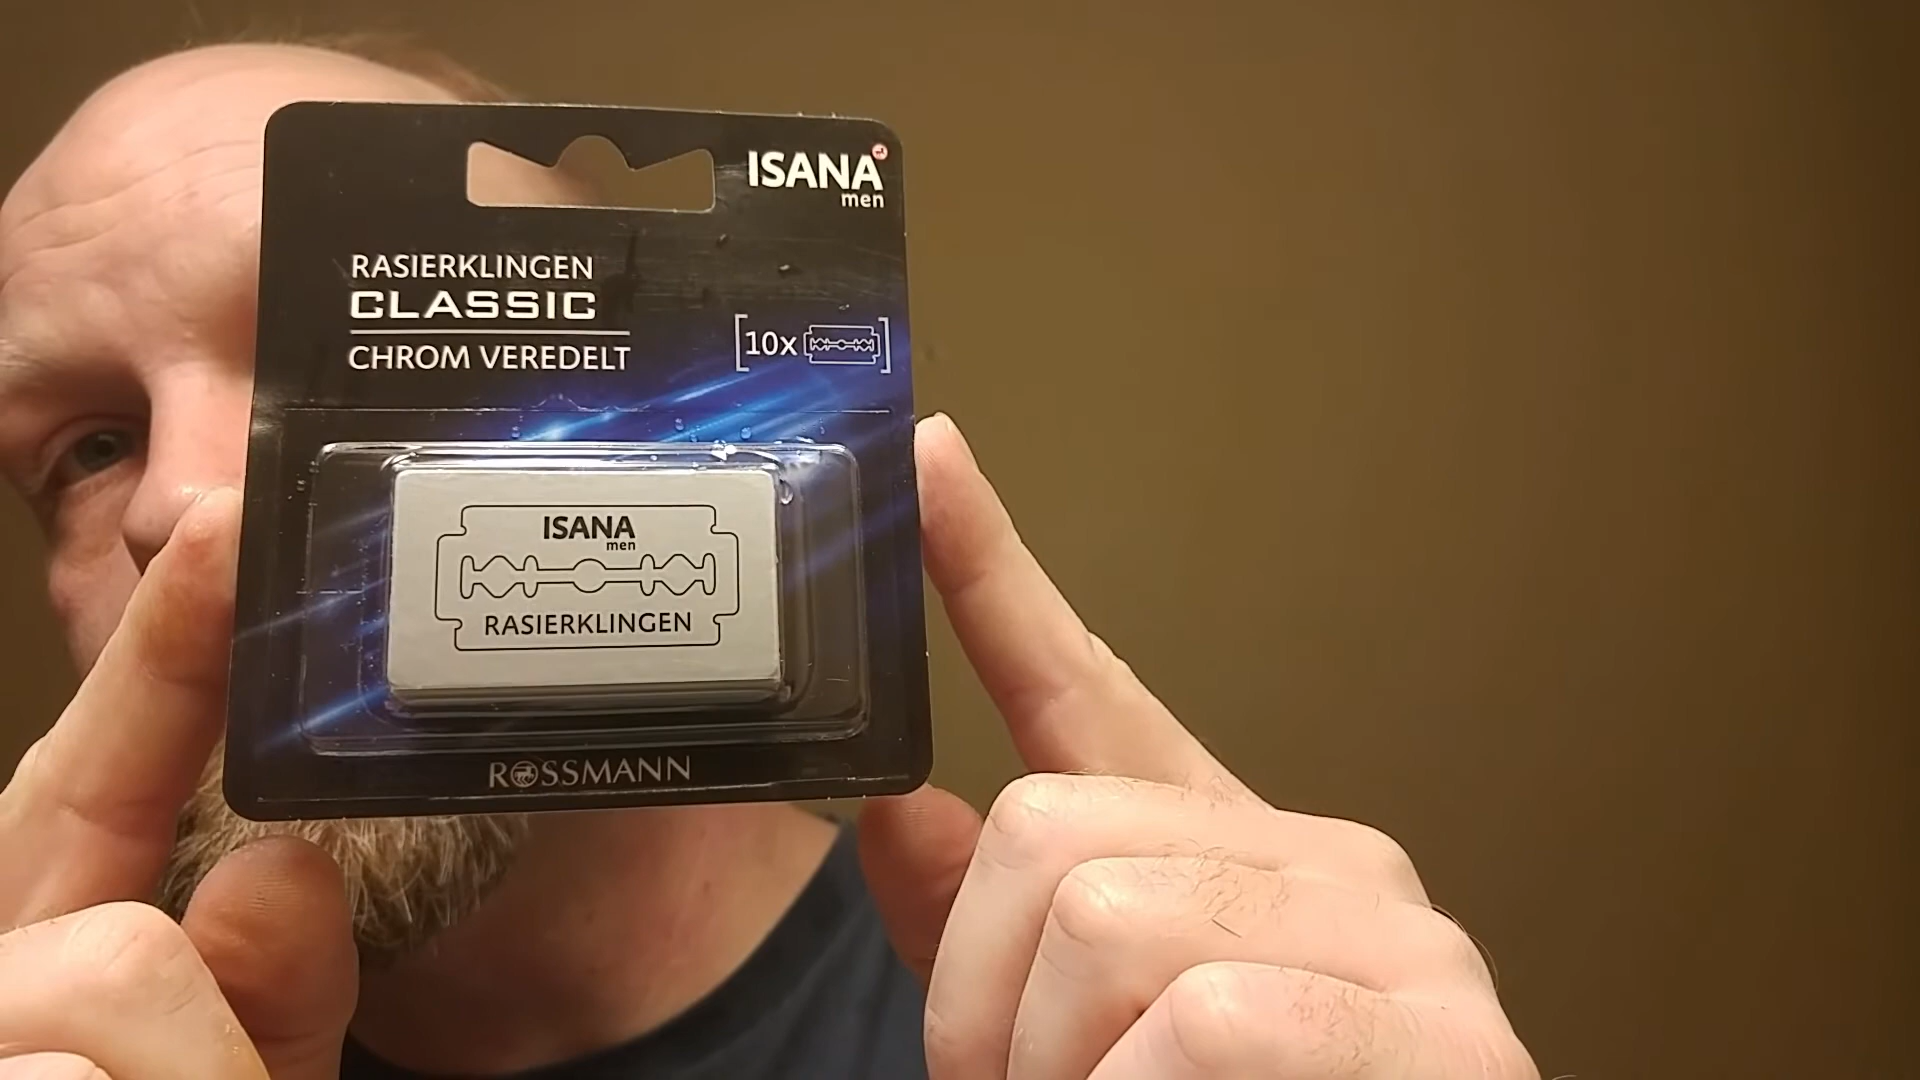 ISANA
men
RASIERKLINGEN
CLASSIC
CHROM VEREDELT
[10x]
ISANA
men
RASIERKLINGEN
ROSSMANN